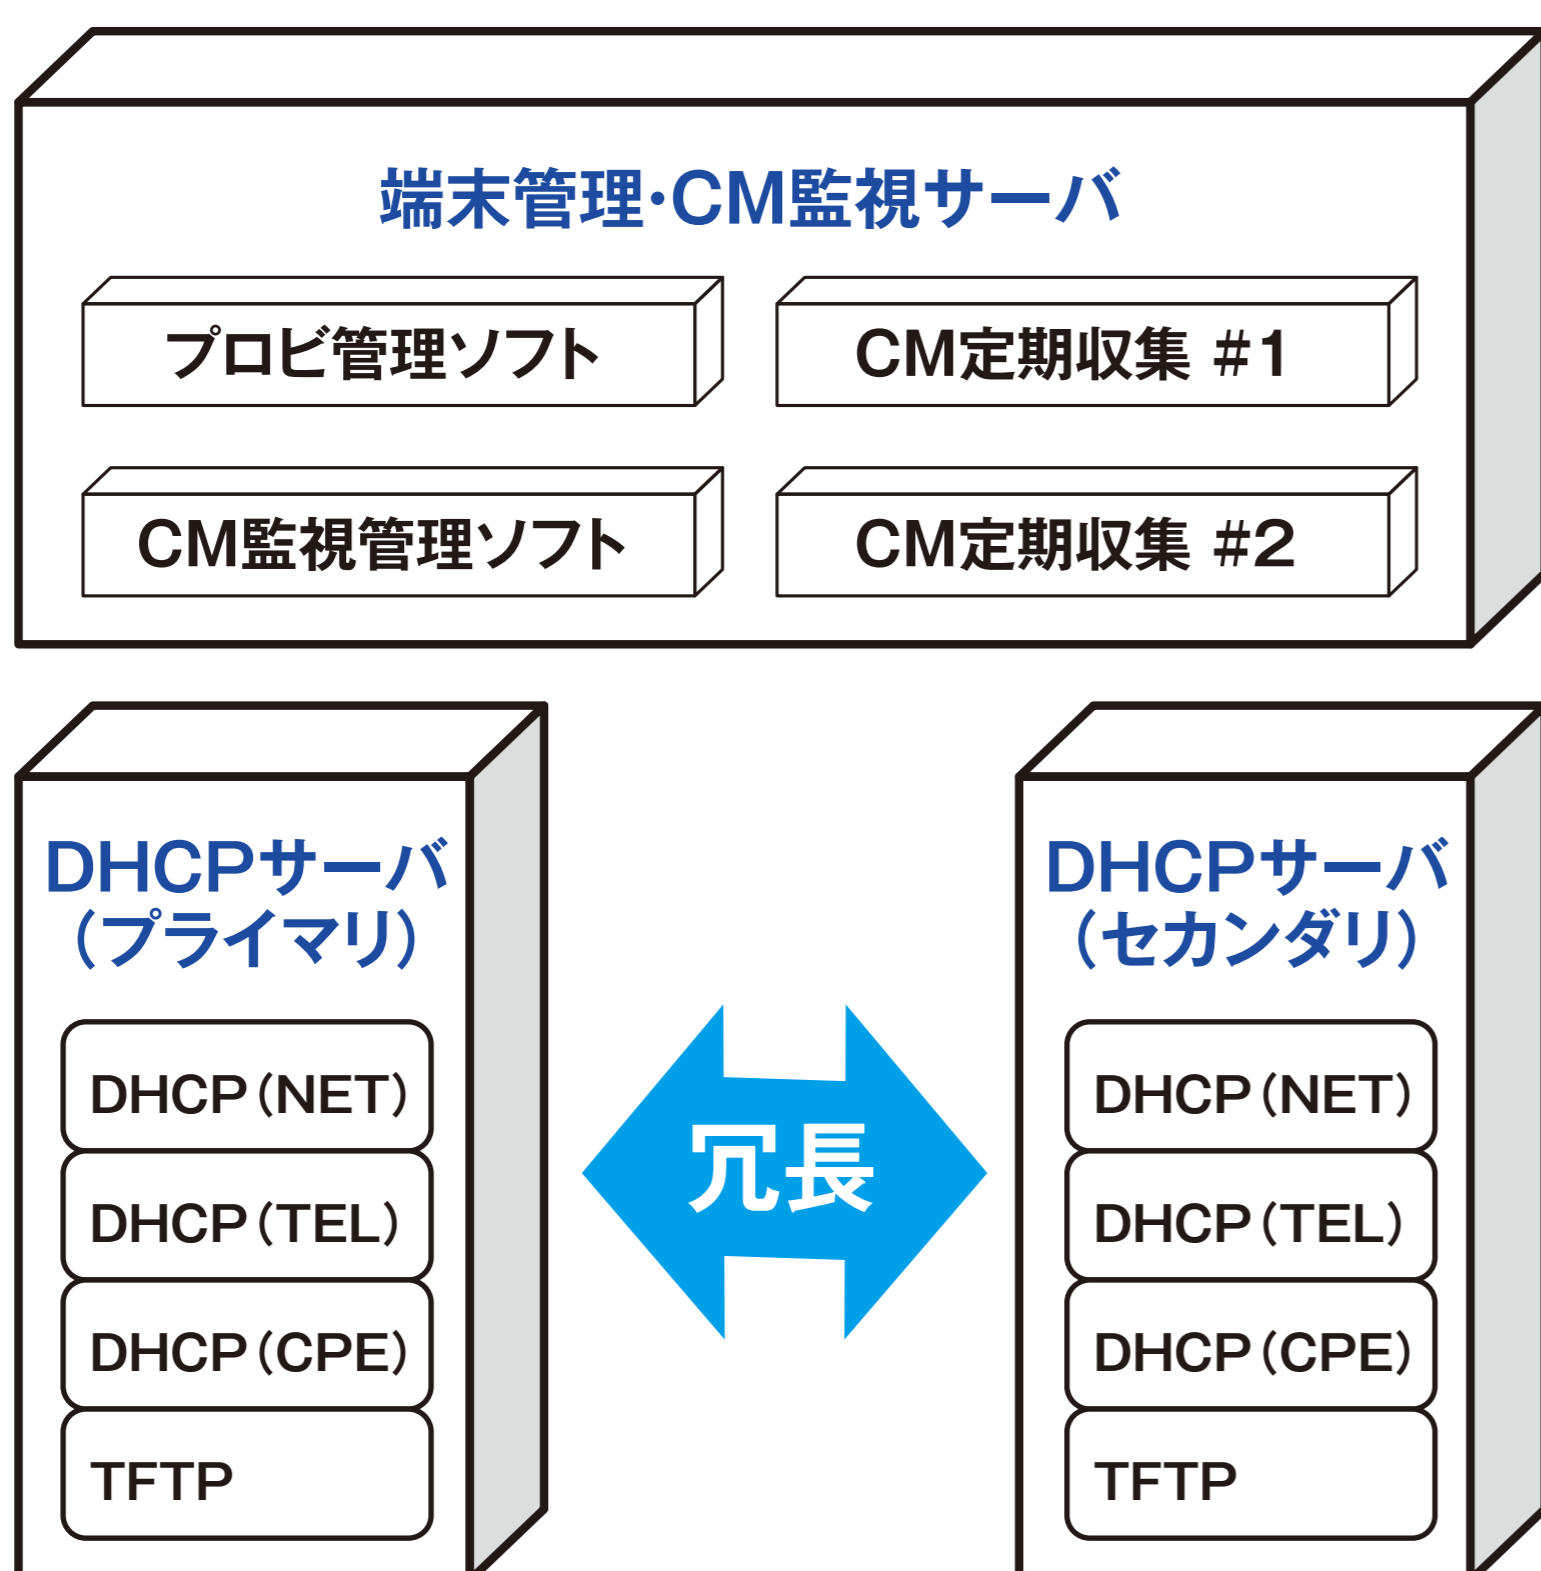 端末管理・CM監視サーバ
プロビ管理ソフト
CM定期収集 #1
CM監視管理ソフト
CM定期収集 #2
DHCPサーバ
(プライマリ)
DHCP(NET)
DHCP(TEL)
DHCP(CPE)
TFTP
冗長
DHCPサーバ
(セカンダリ)
DHCP(NET)
DHCP(TEL)
DHCP(CPE)
TFTP